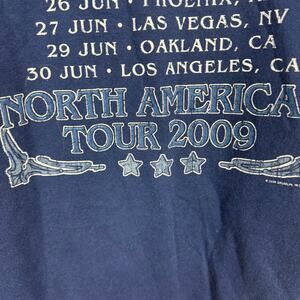 26 JUN · PHOENIX, A
27 JUN · LAS VEGAS, NV
29 JUN · OAKLAND, CA
30 JUN · LOS ANGELES, CA
NORTH AMERICA
TOUR 2009